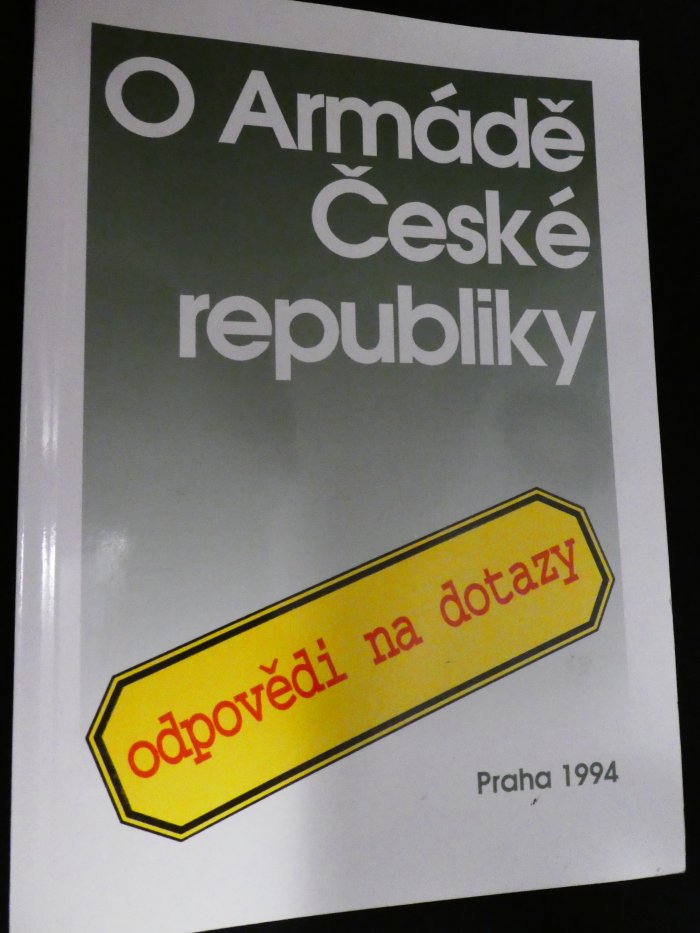 O Armádě
České
republiky
odpovědi na dotazy
Praha 1994